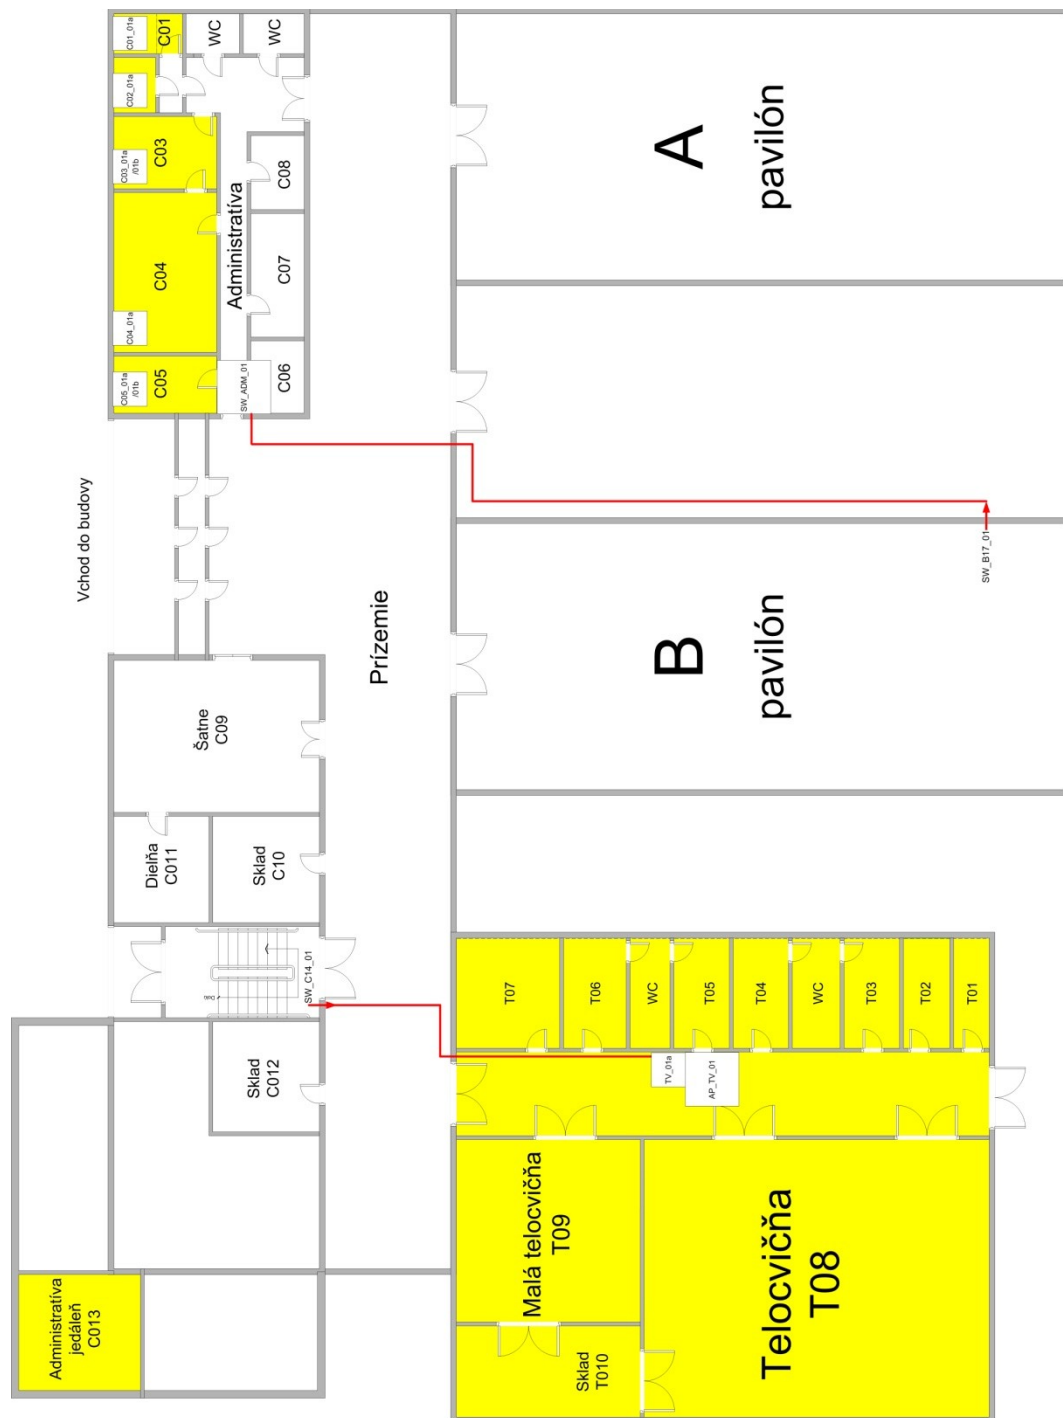 C01_01a
C01
WC
WC
C02_01a
C03_01a
/01b
C03
C08
Administratíva
C04
C04_01a
C07
C05_01a
/01b
C05
SW_ADM_01
C06
A
pavilón
Vchod do budovy
Prízemie
SW_B17_01
B
pavilón
Šatne
C09
Dielňa
C011
Sklad
C10
Dolu
SW_C14_01
Sklad
C012
Administratíva
jedáleň
C013
T07
T06
WC
T05
T04
WC
T03
T02
T01
TV_01a
AP_TV_01
Malá telocvičňa
T09
Telocvičňa
T08
Sklad
T010